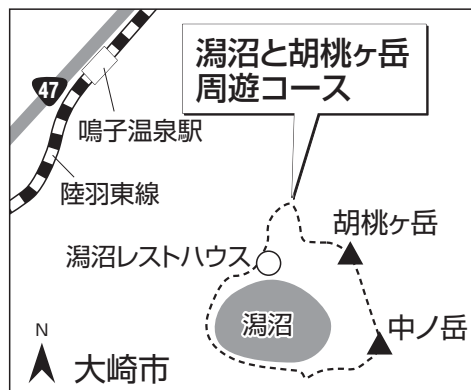 潟沼と胡桃ヶ岳
周遊コース
47
鳴子温泉駅
陸羽東線
胡桃ヶ岳
潟沼レストハウス
潟沼
中ノ岳
N
大崎市